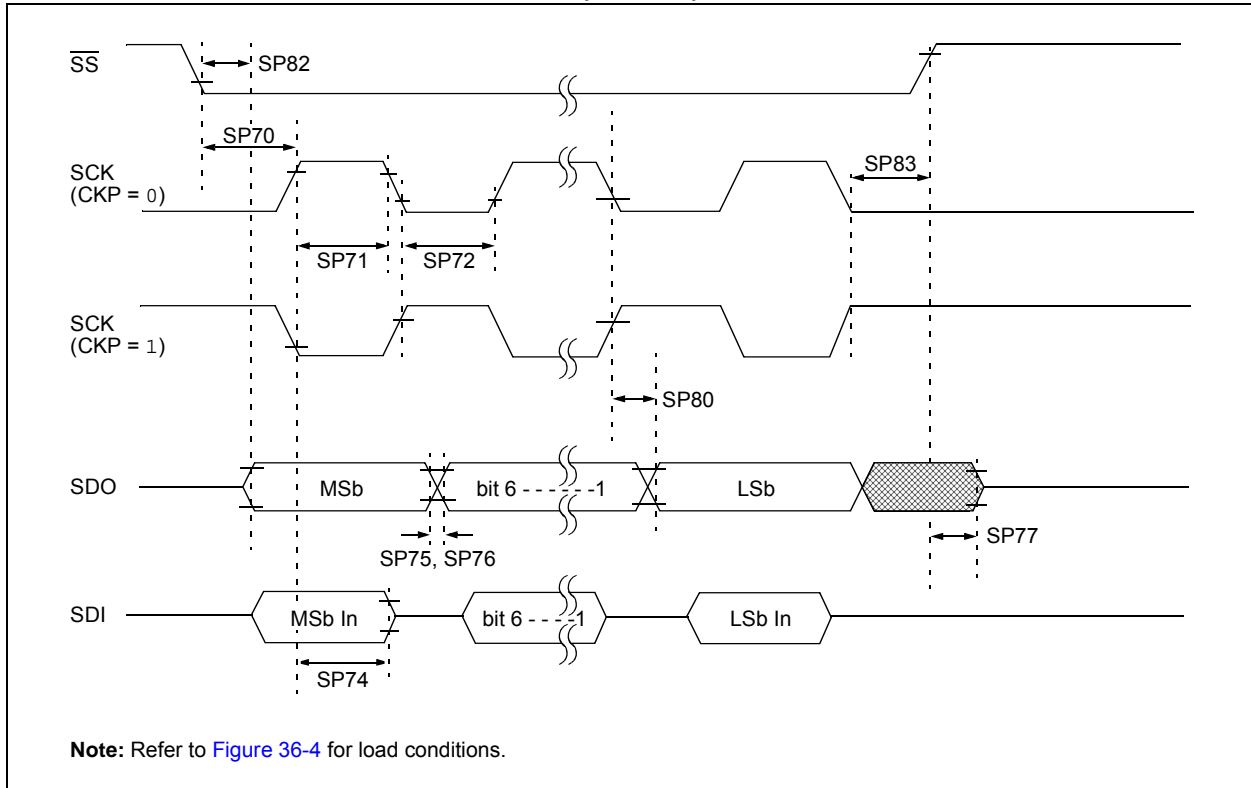 SS
SP82
SP70
SCK
(CKP = 0)
SP83
SP71
SP72
SCK
(CKP = 1)
SP80
SDO
MSb
bit 6 - - - - - -1
LSb
SP75, SP76
SP77
SDI
MSb In
bit 6 - - - -1
LSb In
SP74
Note: Refer to Figure 36-4 for load conditions.